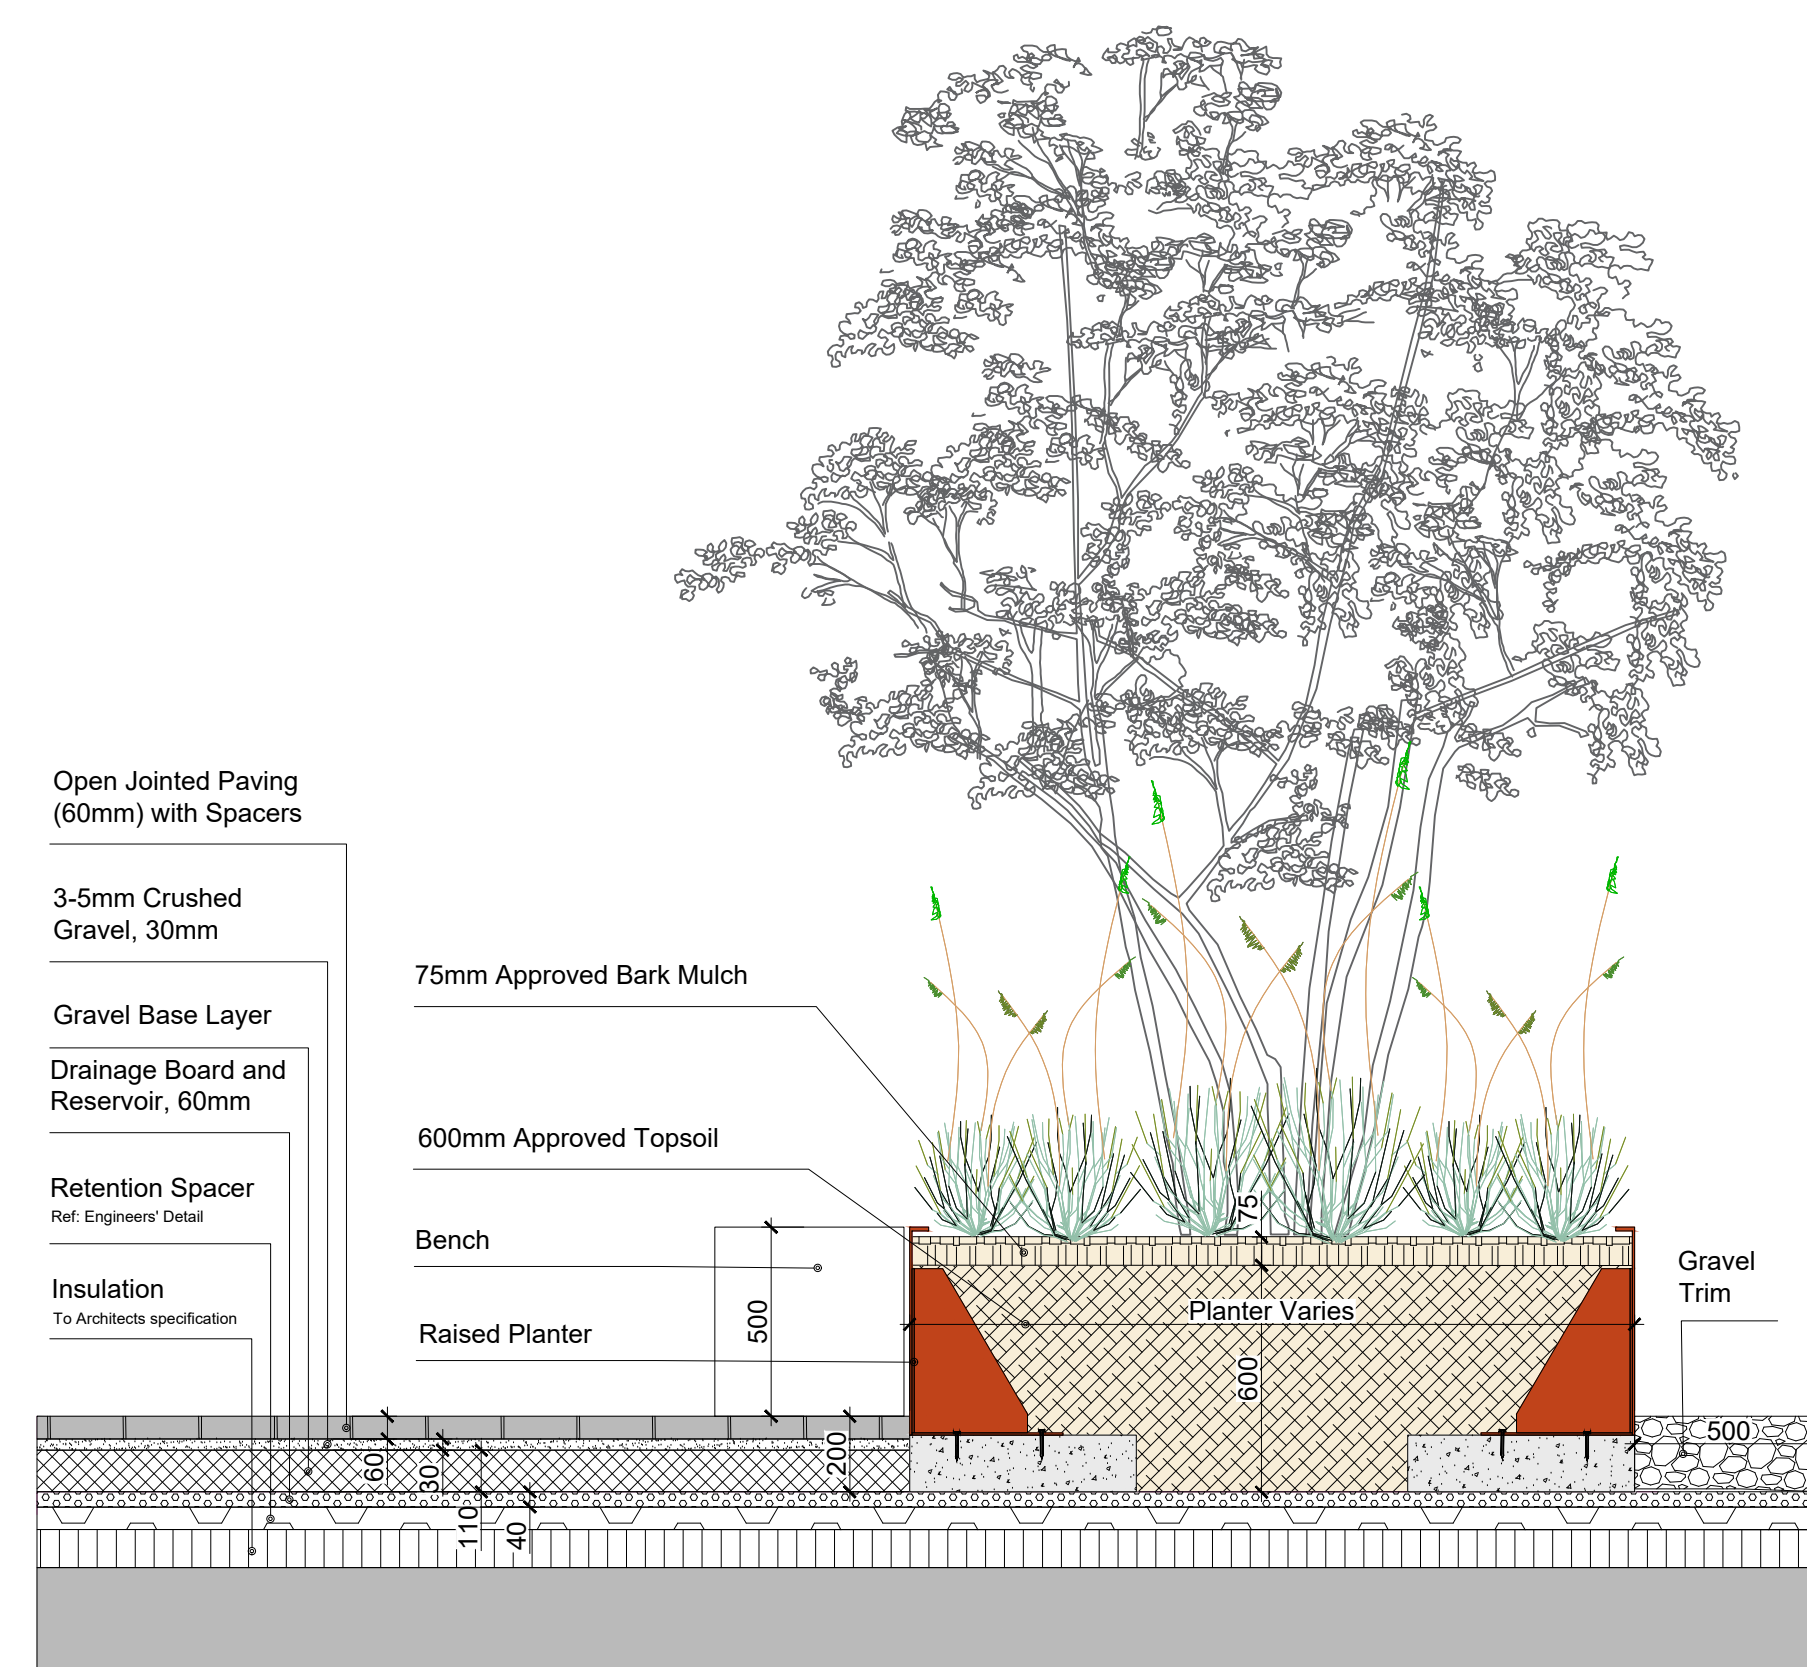 Open Jointed Paving
(60mm) with Spacers
3-5mm Crushed
Gravel, 30mm
Gravel Base Layer
Drainage Board and
Reservoir, 60mm
Retention Spacer
Ref: Engineers' Detail
Insulation
To Architects specification
75mm Approved Bark Mulch
600mm Approved Topsoil
Bench
Raised Planter
500
75
Planter Varies
600
Gravel
Trim
500
60
30
110
40
200